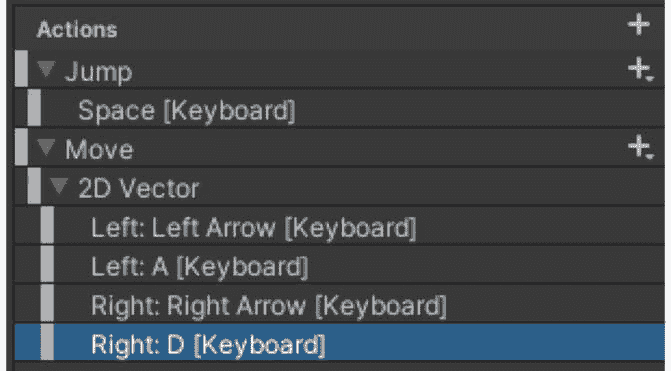 Actions
Jump
Space [Keyboard]
Move
2D Vector
Left: Left Arrow [Keyboard]
Left: A [Keyboard]
Right: Right Arrow [Keyboard]
Right: D [Keyboard]